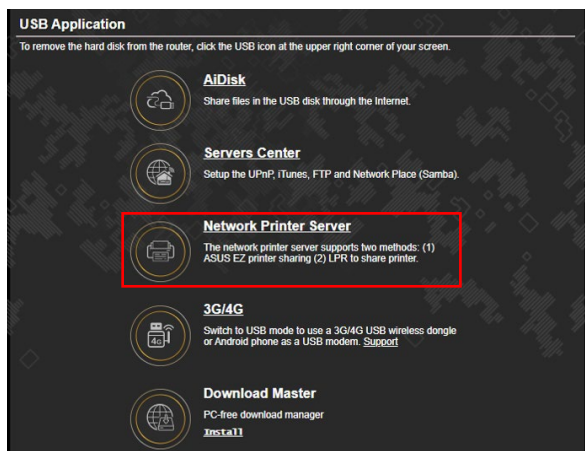 USB Application
To remove the hard disk from the router, click the USB icon at the upper right corner of your screen.
AiDisk
Share files in the USB disk through the Internet.
Servers Center
Setup the UPnP, iTunes, FTP and Network Place (Samba).
Network Printer Server
The network printer server supports two methods: (1)
ASUS EZ printer sharing (2) LPR to share printer.
3G/4G
4G
Switch to USB mode to use a 3G/4G USB wireless dongle
or Android phone as a USB modem. Support
Download Master
PC-free download manager
Install